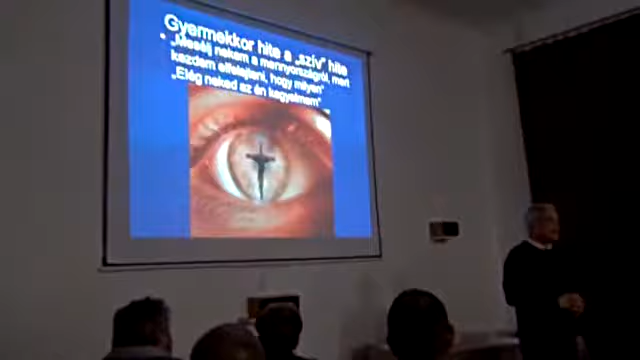 Gyermekkor hite a „szív” hite
• „Mesélj nekem a mennyországról, mert
kezdem elfelejteni, hogy milyen”
„Elég neked az én kegyelmem”